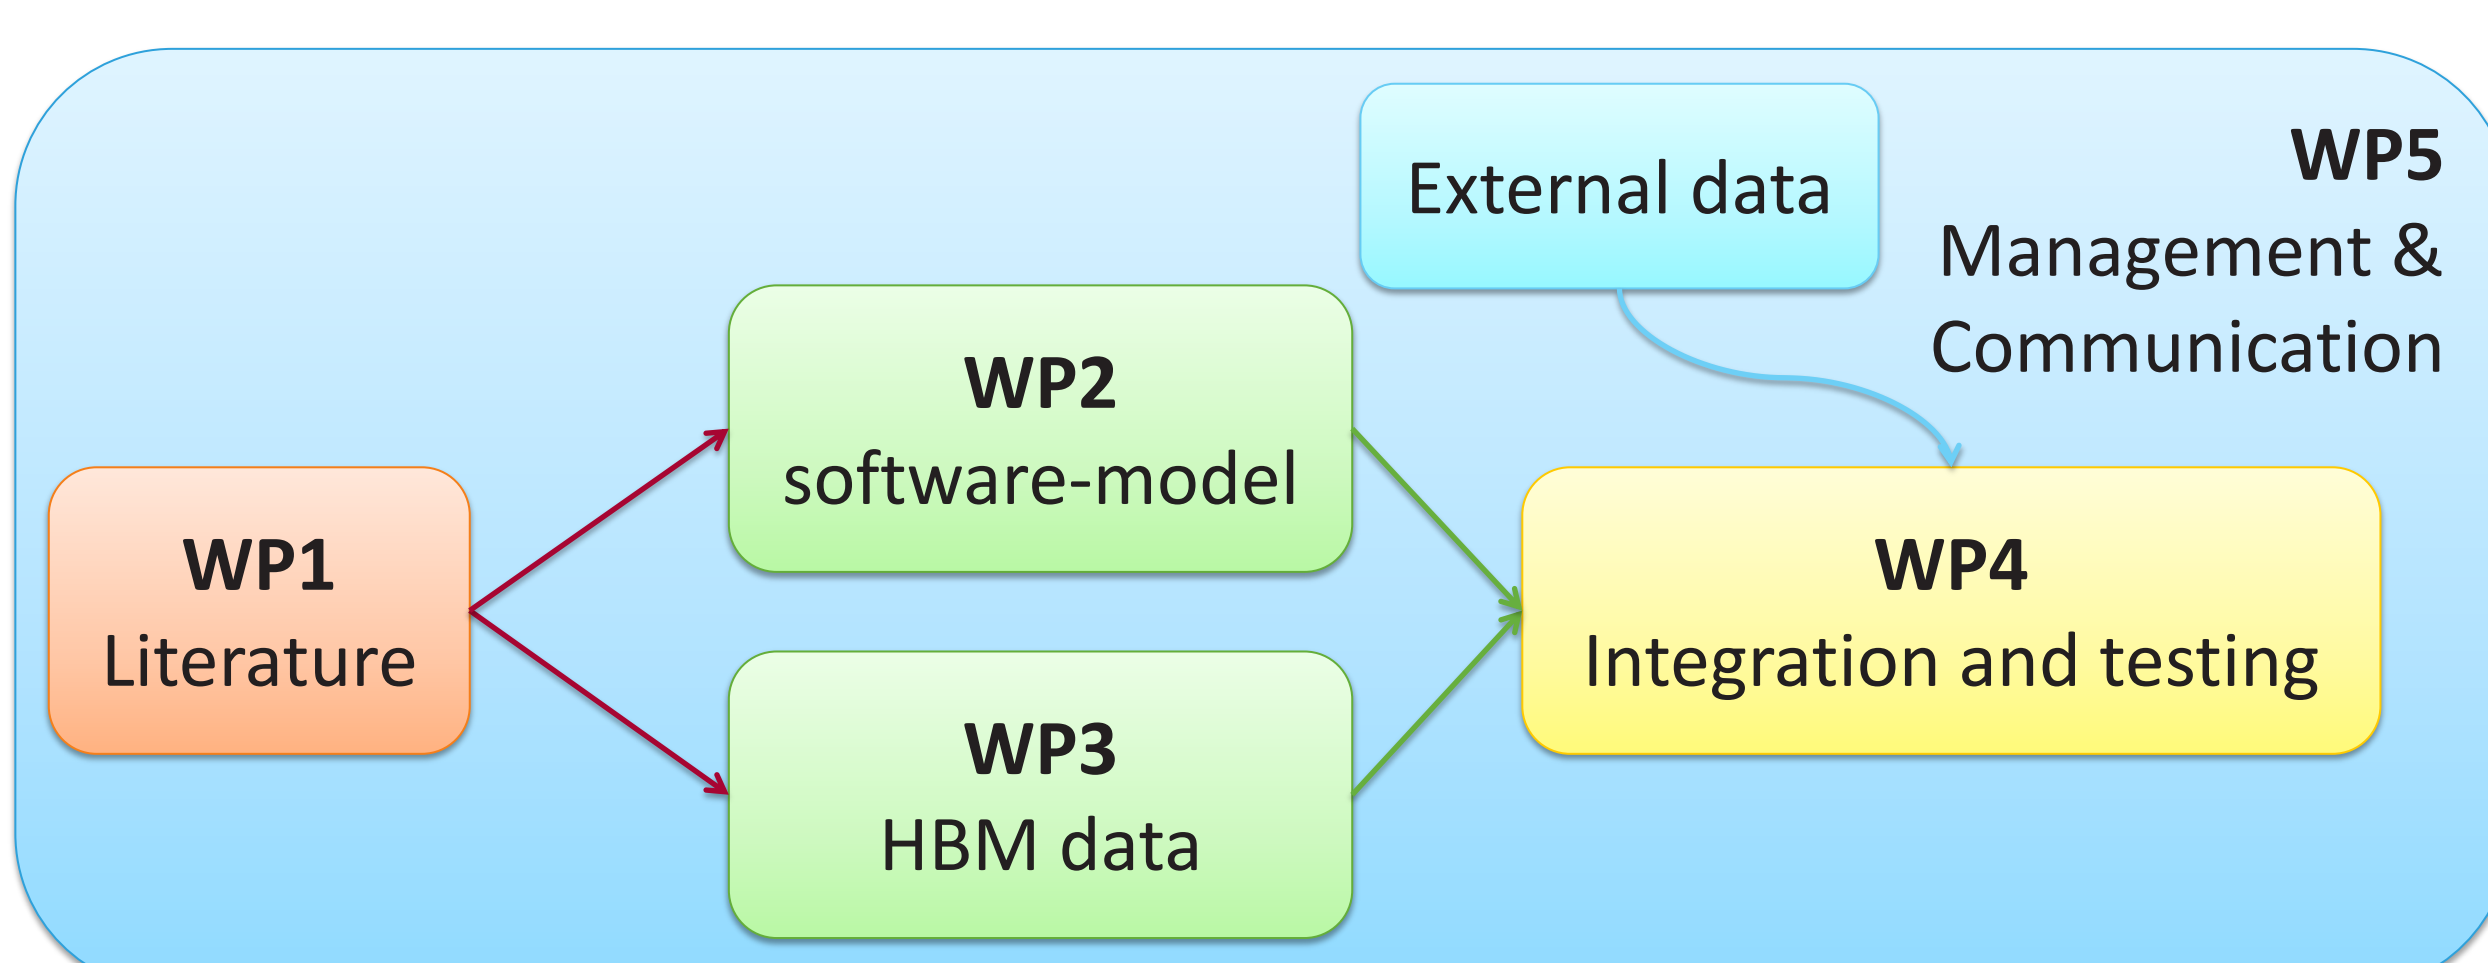 External data
WP5
Management &
Communication
WP2
software-model
WP1
Literature
WP4
Integration and testing
WP3
HBM data